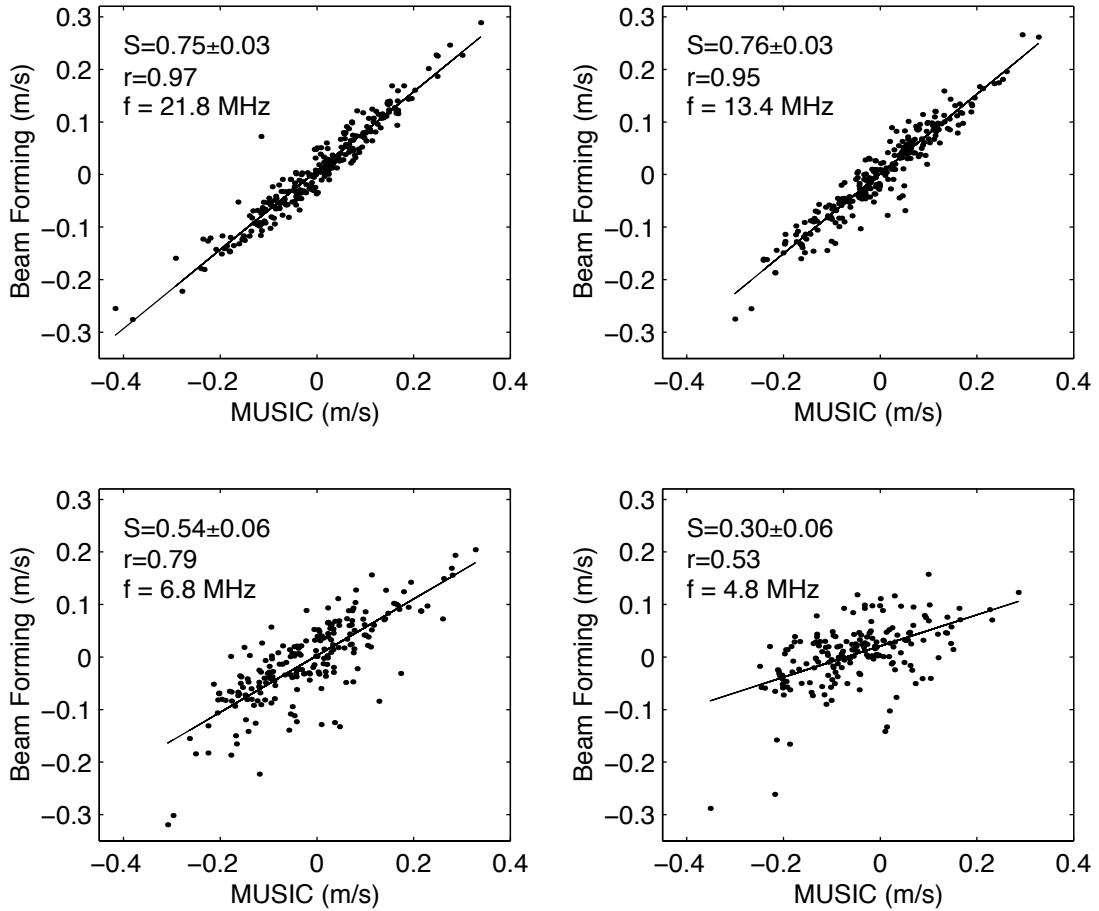 0.3
0.2
0.1
0
−0.1
−0.2
−0.3
Beam Forming (m/s)
S=0.75±0.03
r=0.97
f = 21.8 MHz
−0.4 −0.2 0 0.2 0.4
MUSIC (m/s)
0.3
0.2
0.1
0
−0.1
−0.2
−0.3
Beam Forming (m/s)
S=0.76±0.03
r=0.95
f = 13.4 MHz
−0.4 −0.2 0 0.2 0.4
MUSIC (m/s)
0.3
0.2
0.1
0
−0.1
−0.2
−0.3
Beam Forming (m/s)
S=0.54±0.06
r=0.79
f = 6.8 MHz
−0.4 −0.2 0 0.2 0.4
MUSIC (m/s)
0.3
0.2
0.1
0
−0.1
−0.2
−0.3
Beam Forming (m/s)
S=0.30±0.06
r=0.53
f = 4.8 MHz
−0.4 −0.2 0 0.2 0.4
MUSIC (m/s)